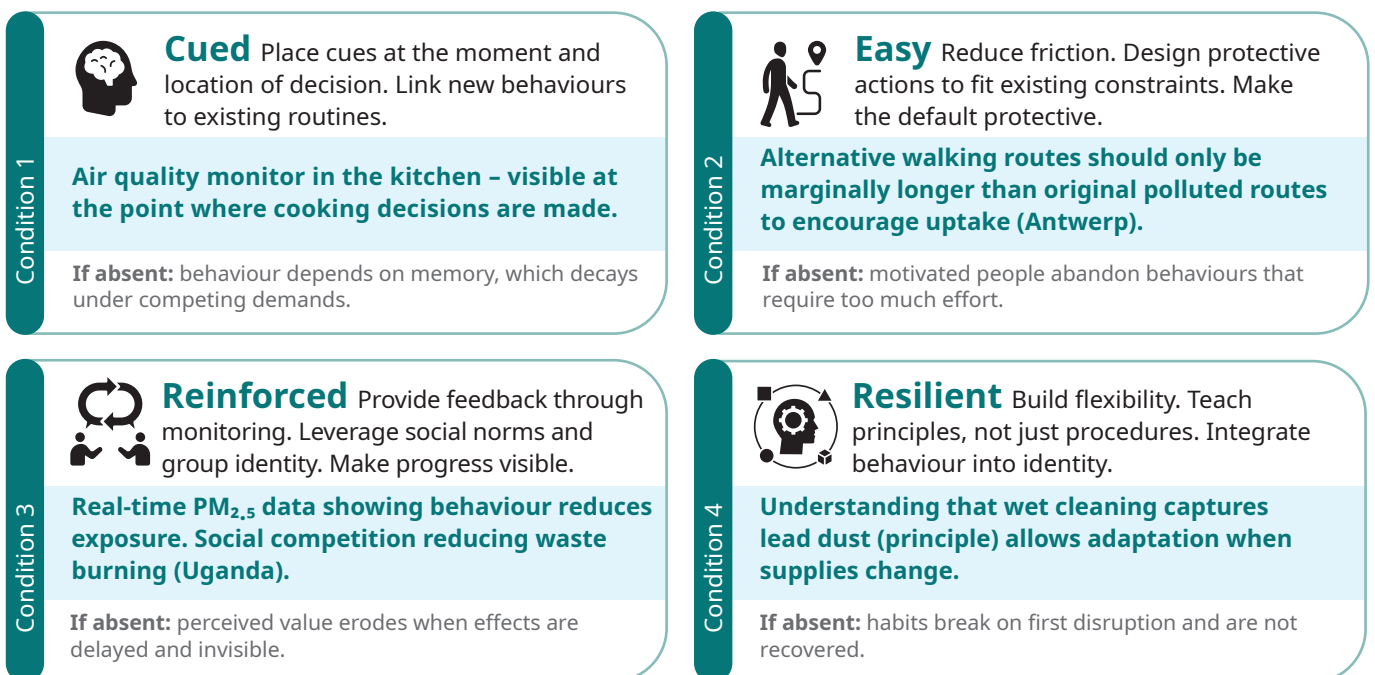 Condition 1
Cued Place cues at the moment and
location of decision. Link new behaviours
to existing routines.
Air quality monitor in the kitchen – visible at
the point where cooking decisions are made.
If absent: behaviour depends on memory, which decays
under competing demands.
Condition 2
Easy Reduce friction. Design protective
actions to fit existing constraints. Make
the default protective.
Alternative walking routes should only be
marginally longer than original polluted routes
to encourage uptake (Antwerp).
If absent: motivated people abandon behaviours that
require too much effort.
Condition 3
Reinforced Provide feedback through
monitoring. Leverage social norms and
group identity. Make progress visible.
Real-time PM₂.₅ data showing behaviour reduces
exposure. Social competition reducing waste
burning (Uganda).
If absent: perceived value erodes when effects are
delayed and invisible.
Condition 4
Resilient Build flexibility. Teach
principles, not just procedures. Integrate
behaviour into identity.
Understanding that wet cleaning captures
lead dust (principle) allows adaptation when
supplies change.
If absent: habits break on first disruption and are not
recovered.